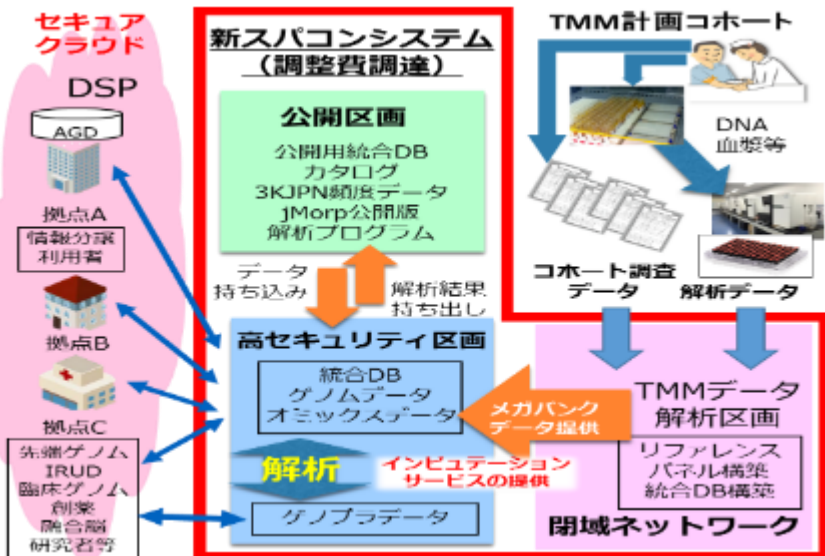 セキュア
クラウド
DSP
AGD
拠点A
情報分譲
利用者
拠点B
拠点C
先端ゲノム
IRUD
臨床ゲノム
創薬
融合脳
研究者等
新スパコンシステム
（調整費調達）
公開区画
公開用統合DB
カタログ
3KJPN頻度データ
jMorp公開版
解析プログラム
データ
持ち込み
解析結果
持ち出し
高セキュリティ区画
統合DB
ゲノムデータ
オミックスデータ
解析
インピュテーション
サービスの提供
ゲノプラデータ
TMM計画コホート
DNA
血漿等
コホート調査
データ
解析データ
メガバンク
データ提供
TMMデータ
解析区画
リファレンス
パネル構築
統合DB構築
閉域ネットワーク